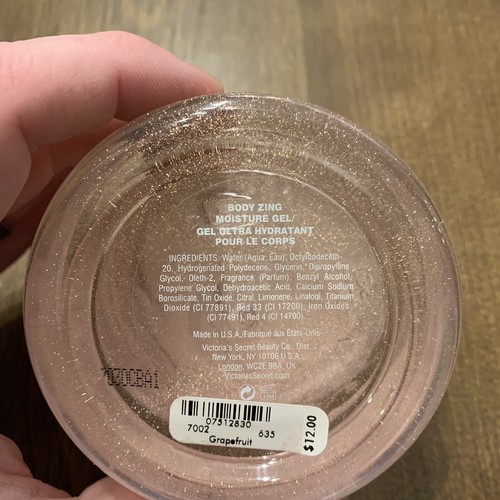 BODY ZING
MOISTURE GEL/
GEL ULTRA HYDRATANT
POUR LE CORPS
INGREDIENTS: Water (Aqua, Eau), Octyldodeceth-
20, Hydrogenated Polydecene, Glycerin, Dipropylene
Glycol, Oleth-2, Fragrance (Parfum), Benzyl Alcohol,
Propylene Glycol, Dehydroacetic Acid, Calcium Sodium
Borosilicate, Tin Oxide, Citral, Limonene, Linalool, Titanium
Dioxide (CI 77891), Red 33 (CI 17200), Iron Oxides
(CI 77491), Red 4 (CI 14700).
Made in U.S.A./Fabriqué aux États-Unis
Victoria's Secret Beauty Co., Dist.
New York, NY 10106 U.S.A.
London, WC2E 9BA, UK
VictoriasSecret.com
07512830
7002 635
Grapefruit
$12.00